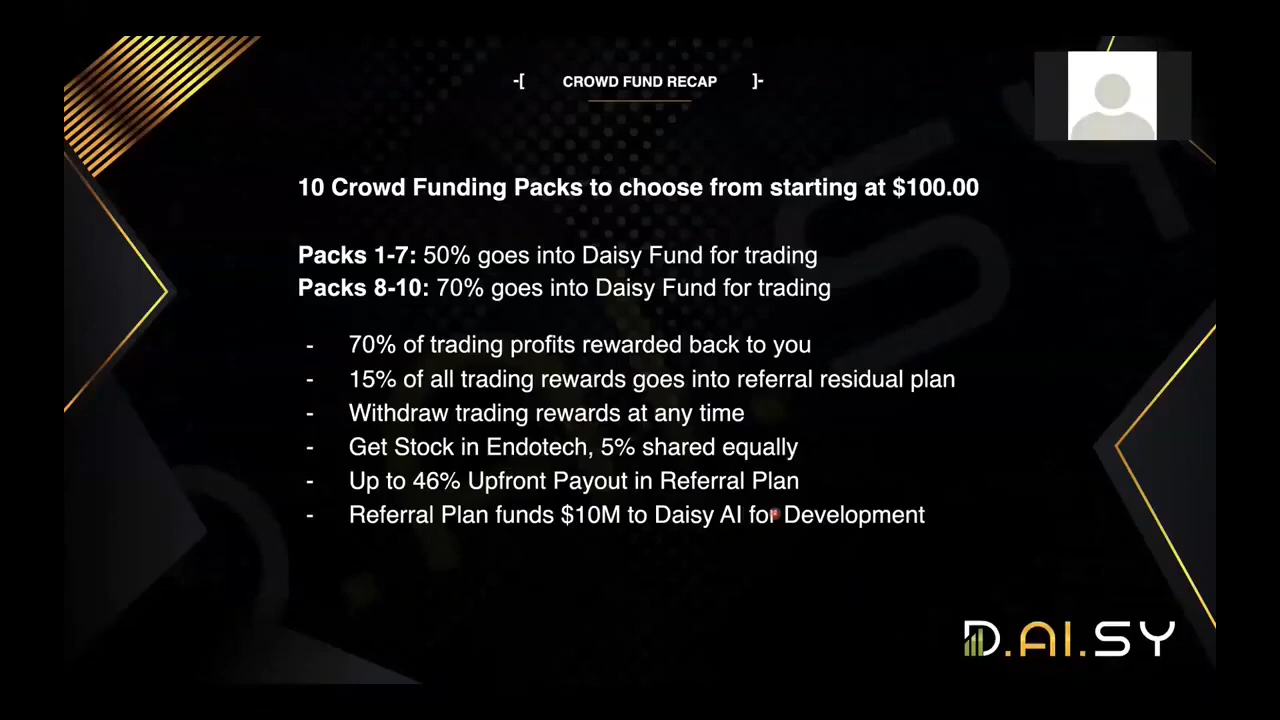 -[ CROWD FUND RECAP ]-
10 Crowd Funding Packs to choose from starting at $100.00
Packs 1-7: 50% goes into Daisy Fund for trading
Packs 8-10: 70% goes into Daisy Fund for trading
- 70% of trading profits rewarded back to you
- 15% of all trading rewards goes into referral residual plan
- Withdraw trading rewards at any time
- Get Stock in Endotech, 5% shared equally
- Up to 46% Upfront Payout in Referral Plan
- Referral Plan funds $10M to Daisy AI for Development
D.AI.SY